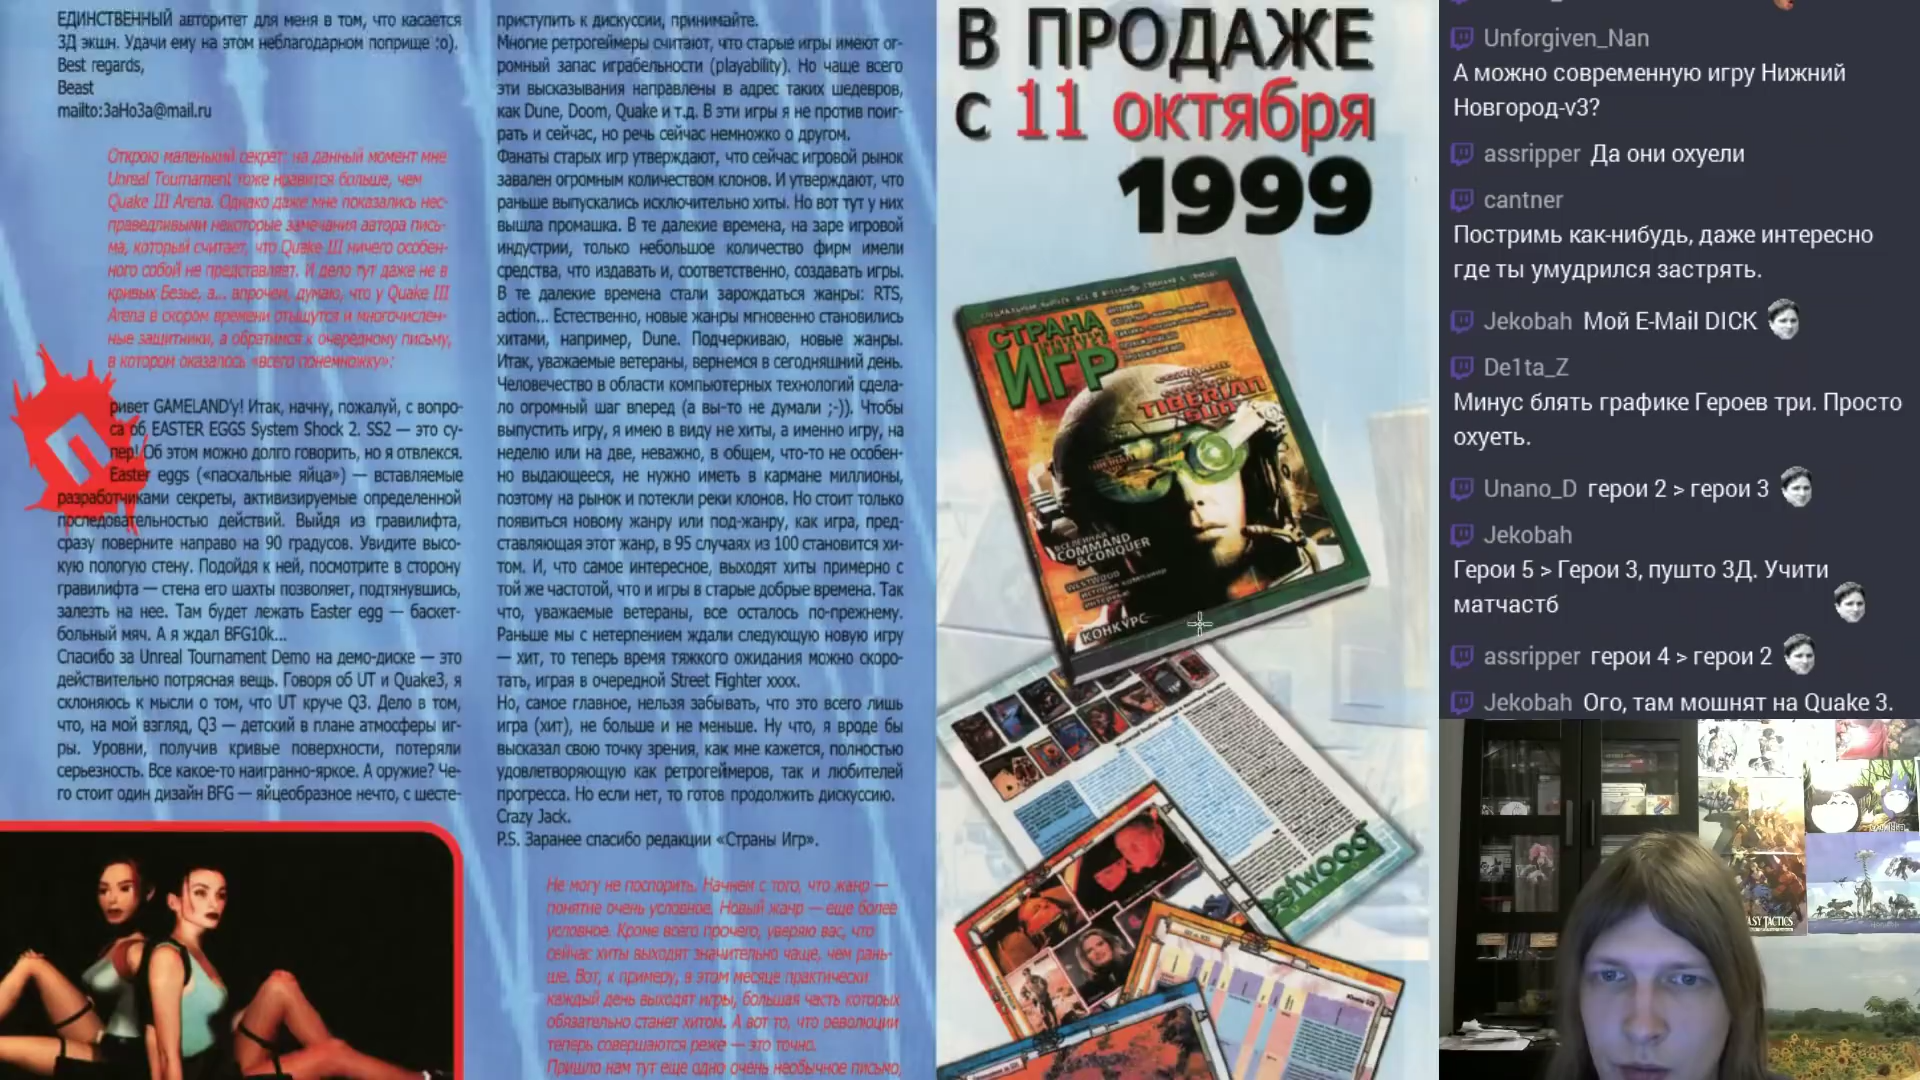 ЕДИНСТВЕННЫЙ авторитет для меня в том, что касается
3Д экшн. Удачи ему на этом неблагодарном поприще :о).
Best regards,
Beast
mailto:3aHo3a@mail.ru
Открою маленький секрет: на данный момент мне
Unreal Tournament тоже нравится больше, чем
Quake III Arena. Однако даже мне показались нес-
праведливыми некоторые замечания автора пись-
ма, который считает, что Quake III ничего особен-
ного собой не представляет. И дело тут даже не в
кривых Безье, а... впрочем, думаю, что у Quake III
Arena в скором времени отыщутся и многочислен-
ные защитники, а обратимся к очередному письму,
в котором оказалось «всего понемножку»:
П
ривет GAMELAND'у! Итак, начну, пожалуй, с вопро-
са об EASTER EGGS System Shock 2. SS2 — это су-
пер! Об этом можно долго говорить, но я отвлекся.
Easter eggs («пасхальные яйца») — вставляемые
разработчиками секреты, активизируемые определенной
последовательностью действий. Выйдя из гравилифта,
сразу поверните направо на 90 градусов. Увидите высо-
кую пологую стену. Подойдя к ней, посмотрите в сторону
гравилифта – стена его шахты позволяет, подтянувшись,
залезть на нее. Там будет лежать Easter egg — баскет-
больный мяч. А я ждал BFG10k...
Спасибо за Unreal Tournament Demo на демо-диске — это
действительно потрясная вещь. Говоря об UT и Quake3, я
склоняюсь к мысли о том, что UT круче Q3. Дело в том,
что, на мой взгляд, Q3 — детский в плане атмосферы иг-
ры. Уровни, получив кривые поверхности, потеряли
серьезность. Все какое-то наигранно-яркое. А оружие? Че-
го стоит один дизайн BFG — яйцеобразное нечто, с шесте-
приступить к дискуссии, принимайте.
Многие ретрогеймеры считают, что старые игры имеют ог-
ромный запас играбельности (playability). Но чаще всего
эти высказывания направлены в адрес таких шедевров,
как Dune, Doom, Quake и т.д. В эти игры я не против поиг-
рать и сейчас, но речь сейчас немножко о другом.
Фанаты старых игр утверждают, что сейчас игровой рынок
завален огромным количеством клонов. И утверждают, что
раньше выпускались исключительно хиты. Но вот тут у них
вышла промашка. В те далекие времена, на заре игровой
индустрии, только небольшое количество фирм имели
средства, что издавать и, соответственно, создавать игры.
В те далекие времена стали зарождаться жанры: RTS,
action... Естественно, новые жанры мгновенно становились
хитами, например, Dune. Подчеркиваю, новые жанры.
Итак, уважаемые ветераны, вернемся в сегодняшний день.
Человечество в области компьютерных технологий сдела-
ло огромный шаг вперед (а вы-то не думали ;-)). Чтобы
выпустить игру, я имею в виду не хиты, а именно игру, на
неделю или на две, неважно, в общем, что-то не особен-
но выдающееся, не нужно иметь в кармане миллионы,
поэтому на рынок и потекли реки клонов. Но стоит только
появиться новому жанру или под-жанру, как игра, пред-
ставляющая этот жанр, в 95 случаях из 100 становится хи-
том. И, что самое интересное, выходят хиты примерно с
той же частотой, что и игры в старые добрые времена. Так
что, уважаемые ветераны, все осталось по-прежнему.
Раньше мы с нетерпением ждали следующую новую игру
— хит, то теперь время тяжкого ожидания можно скоро-
тать, играя в очередной Street Fighter xxxx.
Но, самое главное, нельзя забывать, что это всего лишь
игра (хит), не больше и не меньше. Ну что, я вроде бы
высказал свою точку зрения, как мне кажется, полностью
удовлетворяющую как ретрогеймеров, так и любителей
прогресса. Но если нет, то готов продолжить дискуссию.
Crazy Jack.
P.S. Заранее спасибо редакции «Страны Игр».
Не могу не поспорить. Начнем с того, что жанр —
понятие очень условное. Новый жанр — еще более
условное. Кроме всего прочего, уверяю вас, что
сейчас хиты выходят значительно чаще, чем рань-
ше. Вот, к примеру, в этом месяце практически
каждый день выходят игры, большая часть которых
обязательно станет хитом. А вот то, что революции
теперь совершаются реже — это точно.
Пришло нам тут еще одно очень необычное письмо,
В ПРОДАЖЕ
с 11 октября
1999
СТРАНА
ИГР
TIBERIAN
SUN
ВСЕЛЕННАЯ
COMMAND
&CONQUER
WESTWOOD
КОНКУРС
estwood
Unforgiven_Nan
А можно современную игру Нижний
Новгород-v3?
assripper Да они охуели
cantner
Постримь как-нибудь, даже интересно
где ты умудрился застрять.
Jekobah Мой E-Mail DICK
De1ta_Z
Минус блять графике Героев три. Просто
охуеть.
Unano_D герои 2 > герои 3
Jekobah
Герои 5 > Герои 3, пушто 3Д. Учити
матчастб
assripper герои 4 > герои 2
Jekobah Ого, там мошнят на Quake 3.
ASY TACTICS